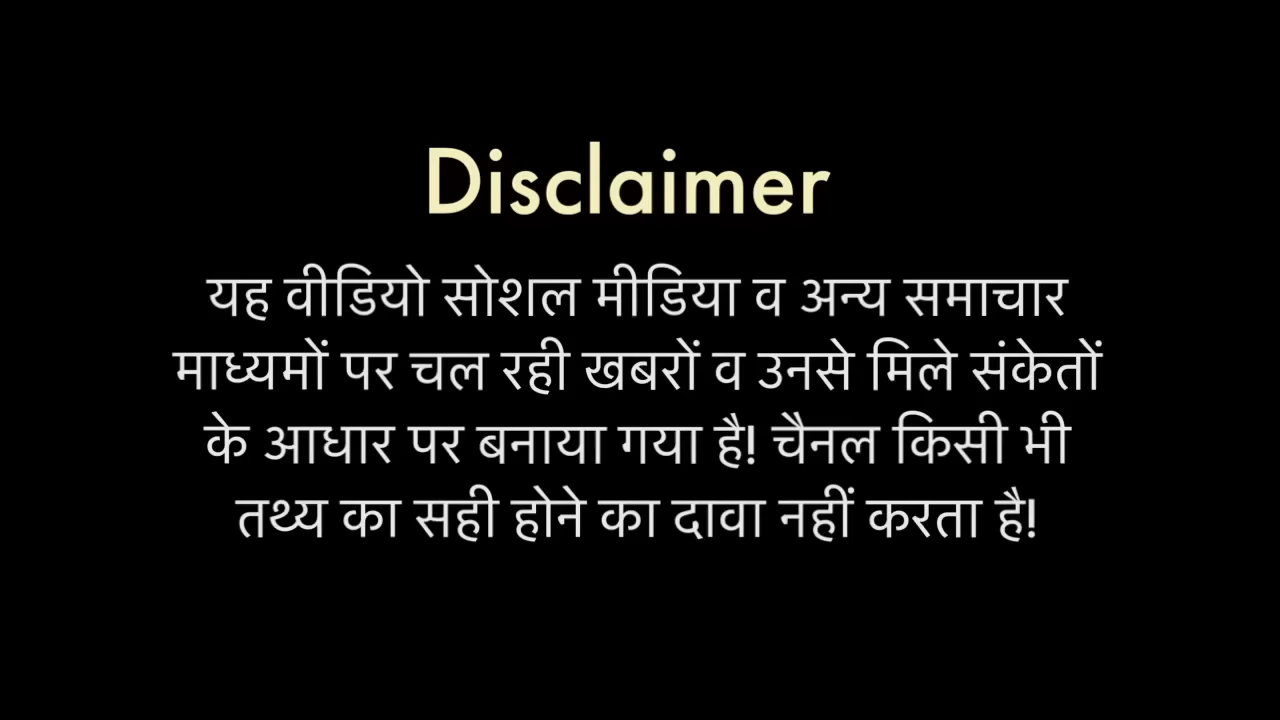 Disclaimer
यह वीडियो सोशल मीडिया व अन्य समाचार
माध्यमों पर चल रही खबरों व उनसे मिले संकेतों
के आधार पर बनाया गया है! चैनल किसी भी
तथ्य का सही होने का दावा नहीं करता है!